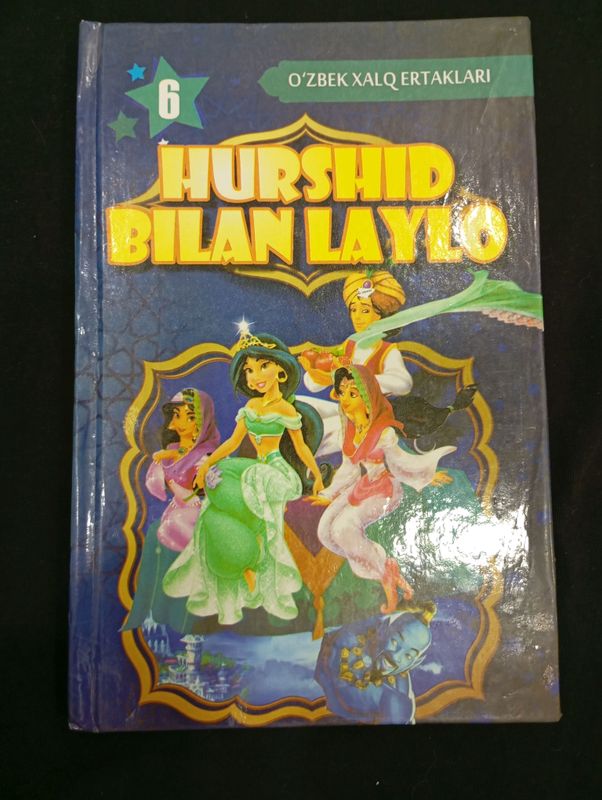 6
O‘ZBEK XALQ ERTAKLARI
HURSHID
BILAN LAYLO